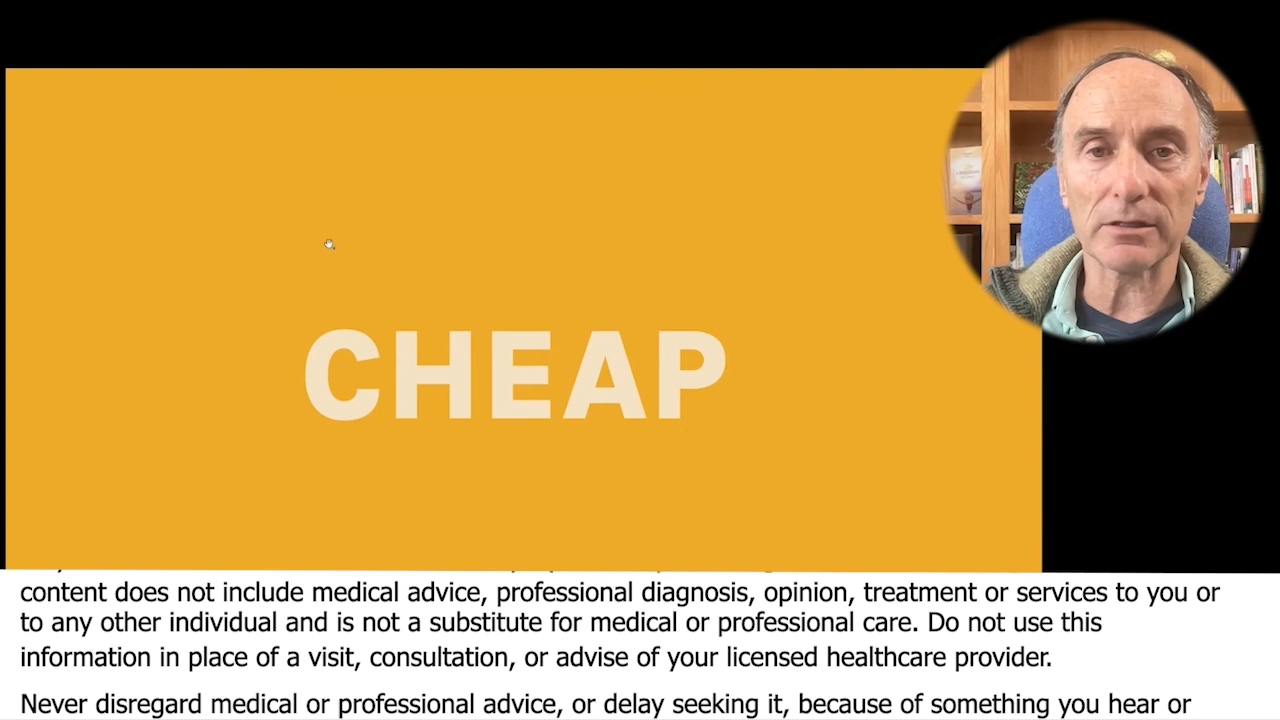 CHEAP
content does not include medical advice, professional diagnosis, opinion, treatment or services to you or
to any other individual and is not a substitute for medical or professional care. Do not use this
information in place of a visit, consultation, or advise of your licensed healthcare provider.
Never disregard medical or professional advice, or delay seeking it, because of something you hear or